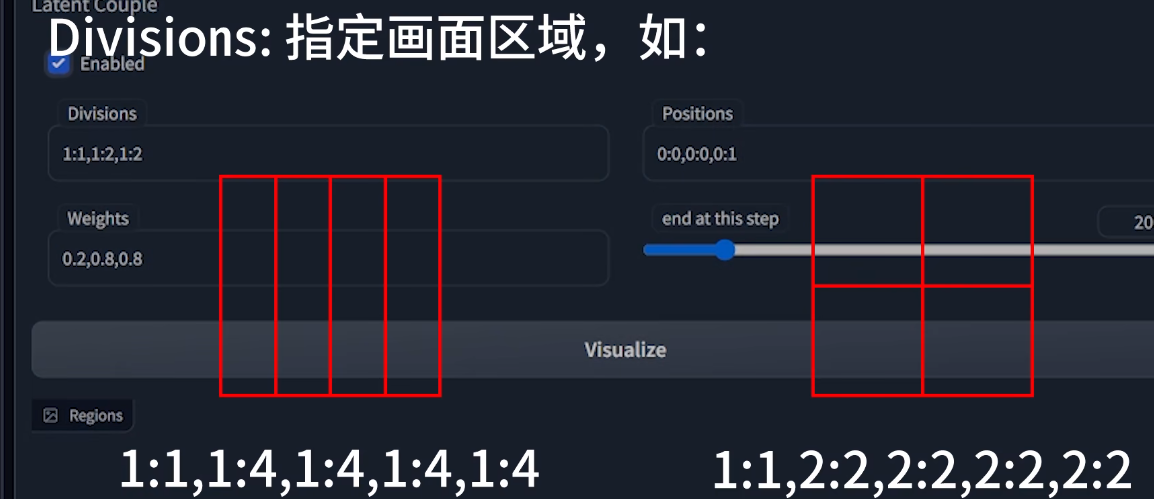 Latent Couple
Divisions: 指定画面区域，如：
Enabled
Divisions
Positions
1:1,1:2,1:2
0:0,0:0,0:1
Weights
end at this step
20
0.2,0.8,0.8
Visualize
Regions
1:1,1:4,1:4,1:4,1:4
1:1,2:2,2:2,2:2,2:2